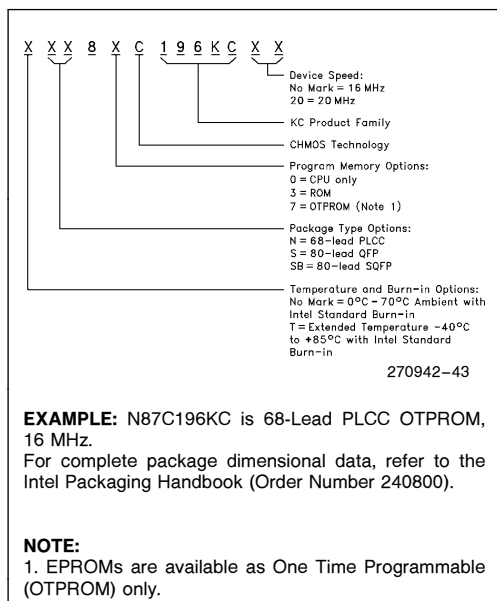 X XX 8 X C 196KC XX
Device Speed:
No Mark = 16 MHz
20 = 20 MHz
KC Product Family
CHMOS Technology
Program Memory Options:
0 = CPU only
3 = ROM
7 = OTPROM (Note 1)
Package Type Options:
N = 68-lead PLCC
S = 80-lead QFP
SB = 80-lead SQFP
Temperature and Burn-in Options:
No Mark = 0°C - 70°C Ambient with
Intel Standard Burn-in
T = Extended Temperature -40°C
to +85°C with Intel Standard
Burn-in
270942-43
EXAMPLE: N87C196KC is 68-Lead PLCC OTPROM,
16 MHz.
For complete package dimensional data, refer to the
Intel Packaging Handbook (Order Number 240800).
NOTE:
1. EPROMs are available as One Time Programmable
(OTPROM) only.